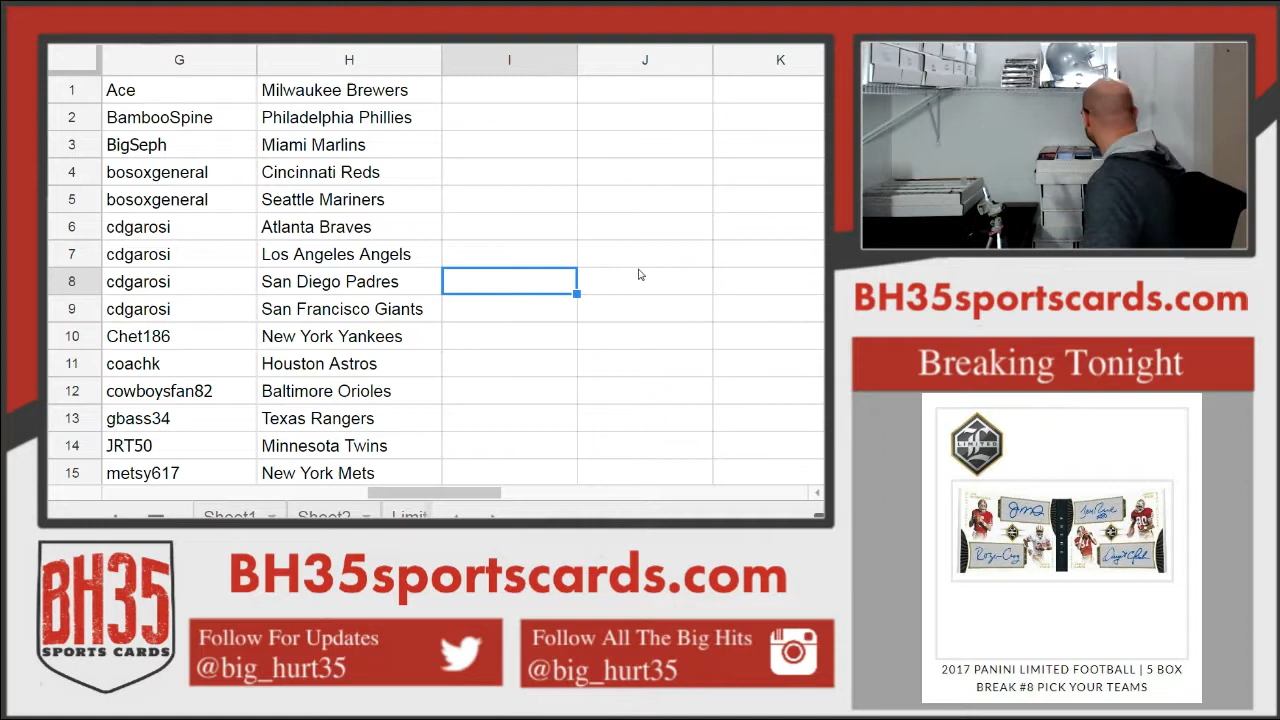 G H I J K
1 Ace Milwaukee Brewers
2 BambooSpine Philadelphia Phillies
3 BigSeph Miami Marlins
4 bosoxgeneral Cincinnati Reds
5 bosoxgeneral Seattle Mariners
6 cdgarosi Atlanta Braves
7 cdgarosi Los Angeles Angels
8 cdgarosi San Diego Padres
9 cdgarosi San Francisco Giants
10 Chet186 New York Yankees
11 coachk Houston Astros
12 cowboysfan82 Baltimore Orioles
13 gbass34 Texas Rangers
14 JRT50 Minnesota Twins
15 metsy617 New York Mets
Sheet1 Sheet2 Limit
BH35sportscards.com
Breaking Tonight
LIMITED
2017 PANINI LIMITED FOOTBALL | 5 BOX
BREAK #8 PICK YOUR TEAMS
BH35
SPORTS CARDS
BH35sportscards.com
Follow For Updates
@big_hurt35
Follow All The Big Hits
@big_hurt35